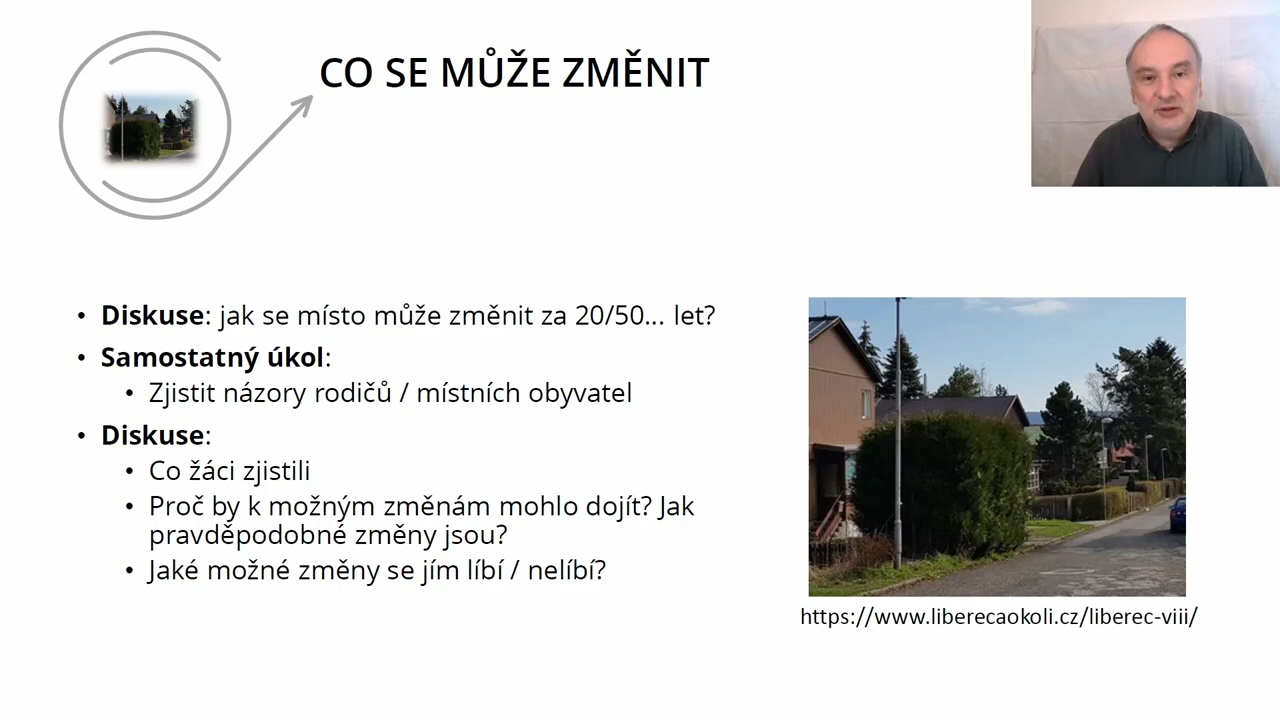 CO SE MŮŽE ZMĚNIT
• Diskuse: jak se místo může změnit za 20/50... let?
• Samostatný úkol:
• Zjistit názory rodičů / místních obyvatel
• Diskuse:
• Co žáci zjistili
• Proč by k možným změnám mohlo dojít? Jak
pravděpodobné změny jsou?
• Jaké možné změny se jím líbí / nelíbí?
https://www.liberecaokoli.cz/liberec-viii/